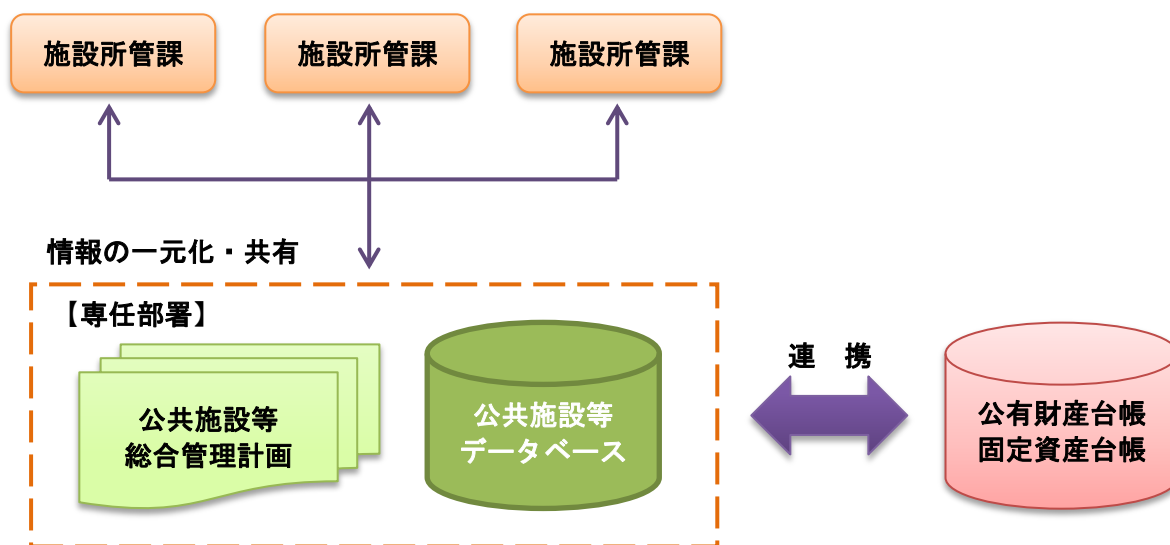 施設所管課
施設所管課
施設所管課
情報の一元化・共有
【専任部署】
公共施設等
総合管理計画
公共施設等
データベース
連　携
公有財産台帳
固定資産台帳